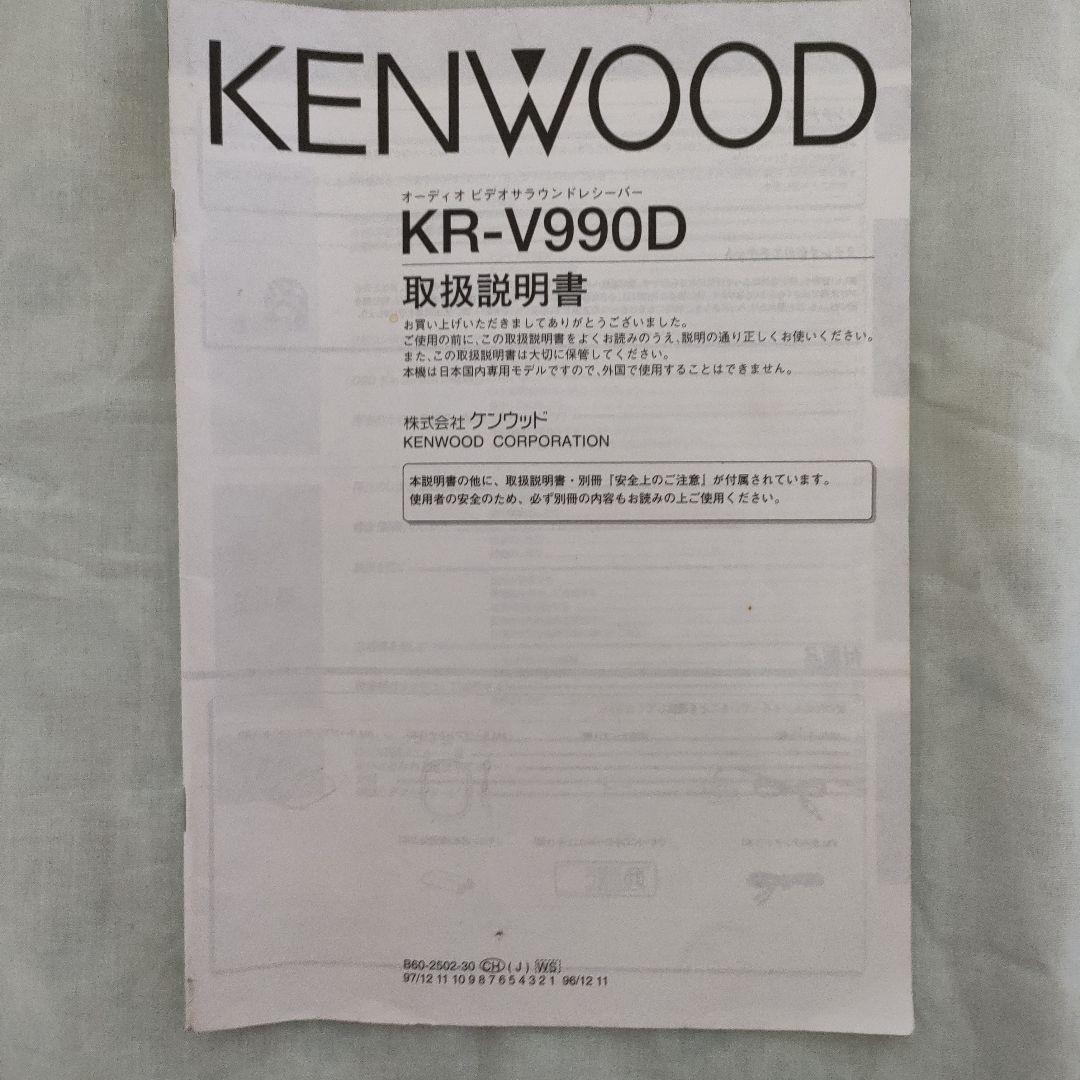 KENWOOD
オーディオ ビデオサラウンドレシーバー
KR-V990D
取扱説明書
お買い上げいただきましてありがとうございました。
ご使用の前に、この取扱説明書をよくお読みのうえ、説明の通り正しくお使いください。
また、この取扱説明書は大切に保管してください。
本機は日本国内専用モデルですので、外国で使用することはできません。
株式会社 ケンウッド
KENWOOD CORPORATION
本説明書の他に、取扱説明書・別冊「安全上のご注意」が付属されています。
使用者の安全のため、必ず別冊の内容もお読みの上ご使用ください。
B60-2502-30 CH ( J ) WS
97/12 11 10 9 8 7 6 5 4 3 2 1 96/12 11